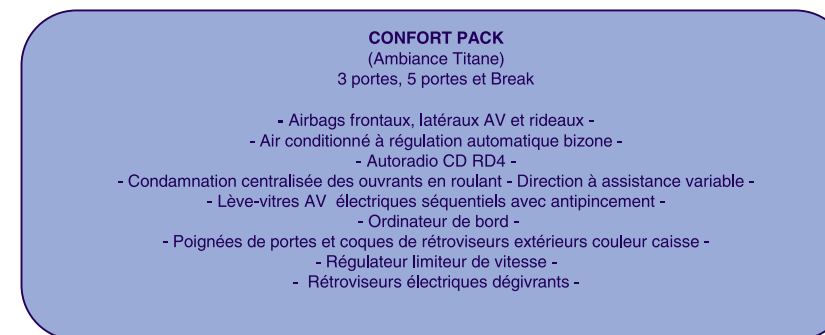 CONFORT PACK
(Ambiance Titane)
3 portes, 5 portes et Break
- Airbags frontaux, latéraux AV et rideaux -
- Air conditionné à régulation automatique bizone -
- Autoradio CD RD4 -
- Condamnation centralisée des ouvrants en roulant - Direction à assistance variable -
- Lève-vitres AV  électriques séquentiels avec antipincement -
- Ordinateur de bord -
- Poignées de portes et coques de rétroviseurs extérieurs couleur caisse -
- Régulateur limiteur de vitesse -
-  Rétroviseurs électriques dégivrants -